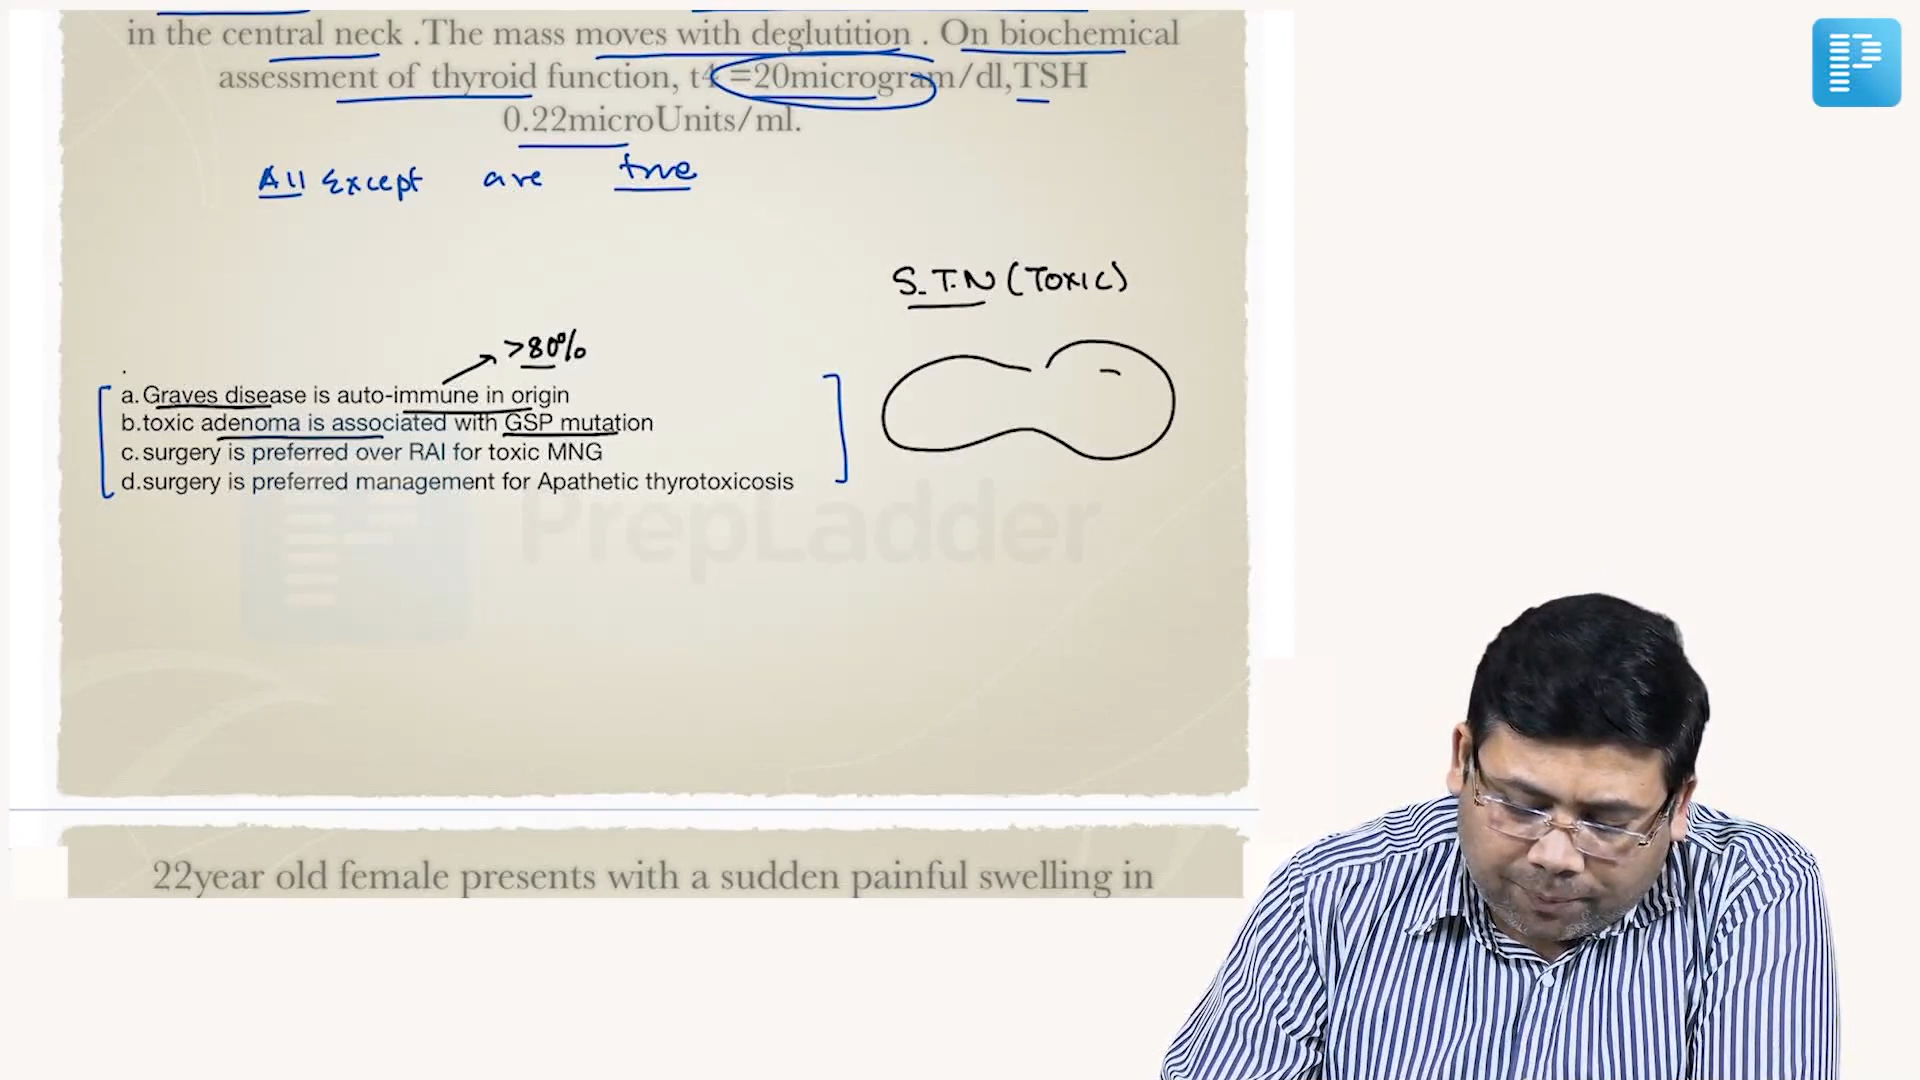 in the central neck .The mass moves with deglutition . On biochemical
assessment of thyroid function, t4 =20microgram/dl,TSH
0.22microUnits/ml.
All Except are true
S.T.N (TOXIC)
>80%
a. Graves disease is auto-immune in origin
b.toxic adenoma is associated with GSP mutation
c. surgery is preferred over RAI for toxic MNG
d.surgery is preferred management for Apathetic thyrotoxicosis
PrepLadder
22year old female presents with a sudden painful swelling in